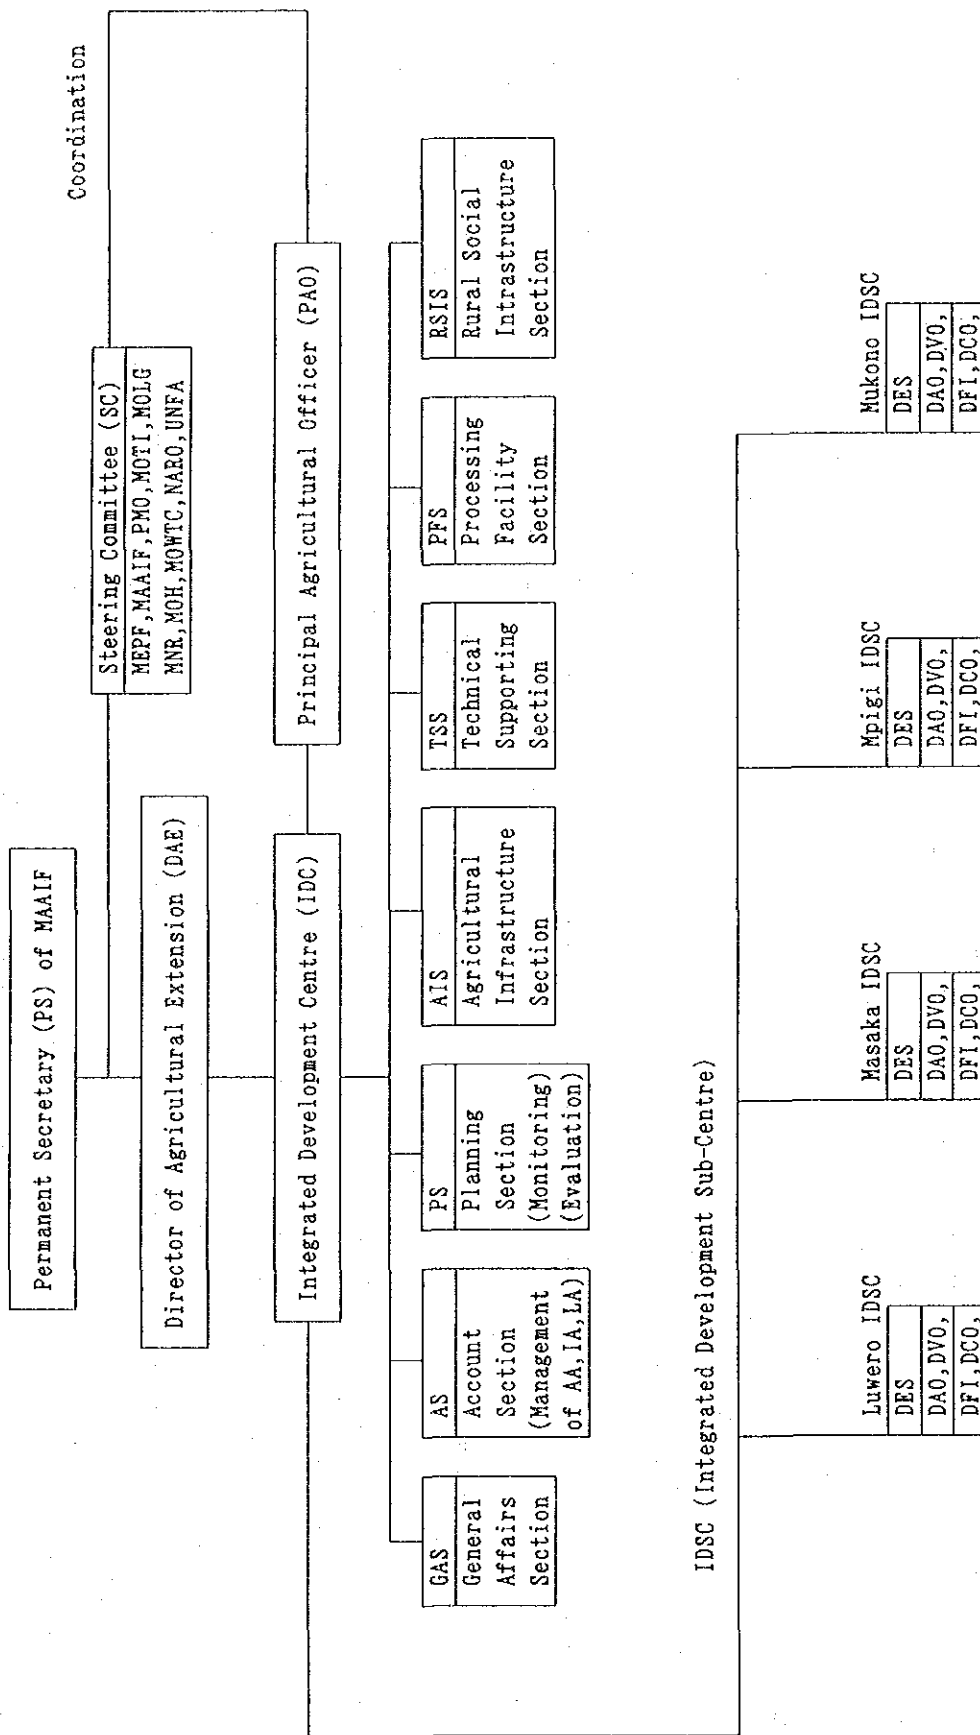 Permanent Secretary (PS) of MAAIF
Coordination
Steering Committee (SC)
MEPF,MAAIF,PMO,MOTI,MOLG
MNR,MOH,MOWTC,NARO,UNFA
Director of Agricultural Extension (DAE)
Integrated Development Centre (IDC)
Principal Agricultural Officer (PAO)
GAS
General
Affairs
Section
AS
Account
Section
(Management
of AA,IA,LA)
PS
Planning
Section
(Monitoring)
(Evaluation)
AIS
Agricultural
Infrastructure
Section
TSS
Technical
Supporting
Section
PFS
Processing
Facility
Section
RSIS
Rural Social
Intrastructure
Section
IDSC (Integrated Development Sub-Centre)
Luwero IDSC
DES
DAO,DVO,
DFI,DCO,
Masaka IDSC
DES
DAO,DVO,
DFI,DCO,
Mpigi IDSC
DES
DAO,DVO,
DFI,DCO,
Mukono IDSC
DES
DAO,DVO,
DFI,DCO,